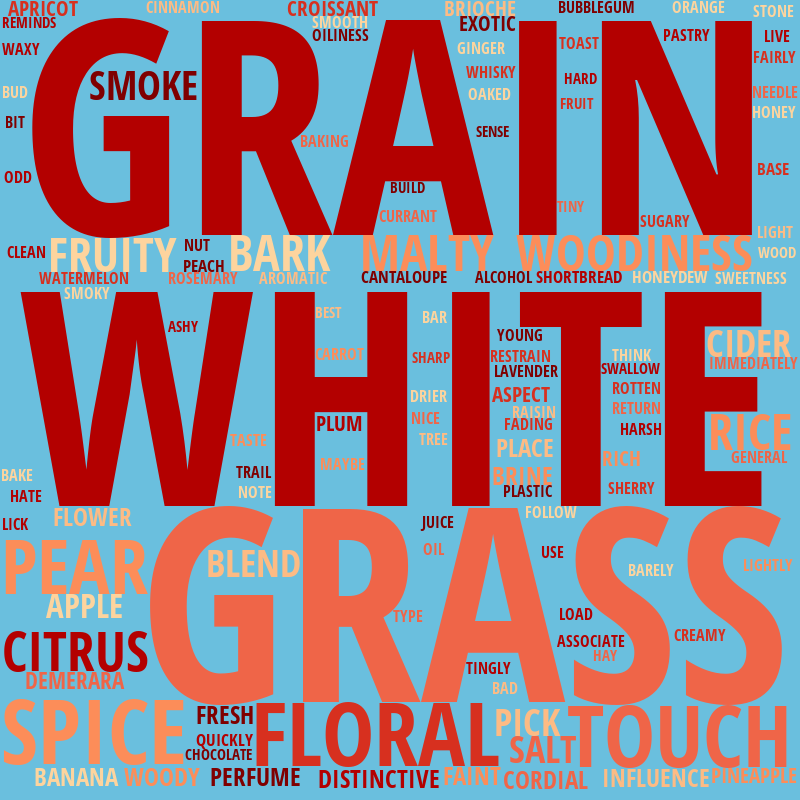 APRICOT CINNAMON CROISSANT BRIOCHE BUBBLEGUM ORANGE STONE
REMINDS SMOOTH EXOTIC
OILINESS PASTRY LIVE
WAXY GINGER TOAST FAIRLY
GRAIN
SMOKE WHISKY HARD
BUD OAKED FRUIT NEEDLE
HONEY
BIT SENSE
BAKING
ODD BUILD BASE
CURRANT TINY SUGARY
LIGHT
CLEAN FRUITY NUT BARK MALTY WOODINESS WOOD
PEACH
WATERMELON ROSEMARY AROMATIC CANTALOUPE ALCOHOL SHORTBREAD HONEYDEW SWEETNESS
SMOKY
WHITE
ASHY BEST BAR YOUNG CIDER
CARROT SHARP RESTRAIN THINK IMMEDIATELY
LAVENDER SWALLOW
DRIER ASPECT ROTTEN
RAISIN RETURN
PLUM NICE FADING HARSH RICE
TASTE TREE PLACE
MAYBE RICH GENERAL
BAKE TRAIL BRINE
HATE NOTE PLASTIC SHERRY
LICK FLOWER JUICE FOLLOW
GRASS
PEAR BLEND OIL USE BARELY LIGHTLY
APPLE TYPE LOAD
CITRUS ASSOCIATE CREAMY
HAY
DEMERARA TINGLY
BAD
SPICE FRESH FLORAL PICK TOUCH
QUICKLY SALT
CHOCOLATE
BANANA WOODY PERFUME DISTINCTIVE FAINT CORDIAL INFLUENCE PINEAPPLE